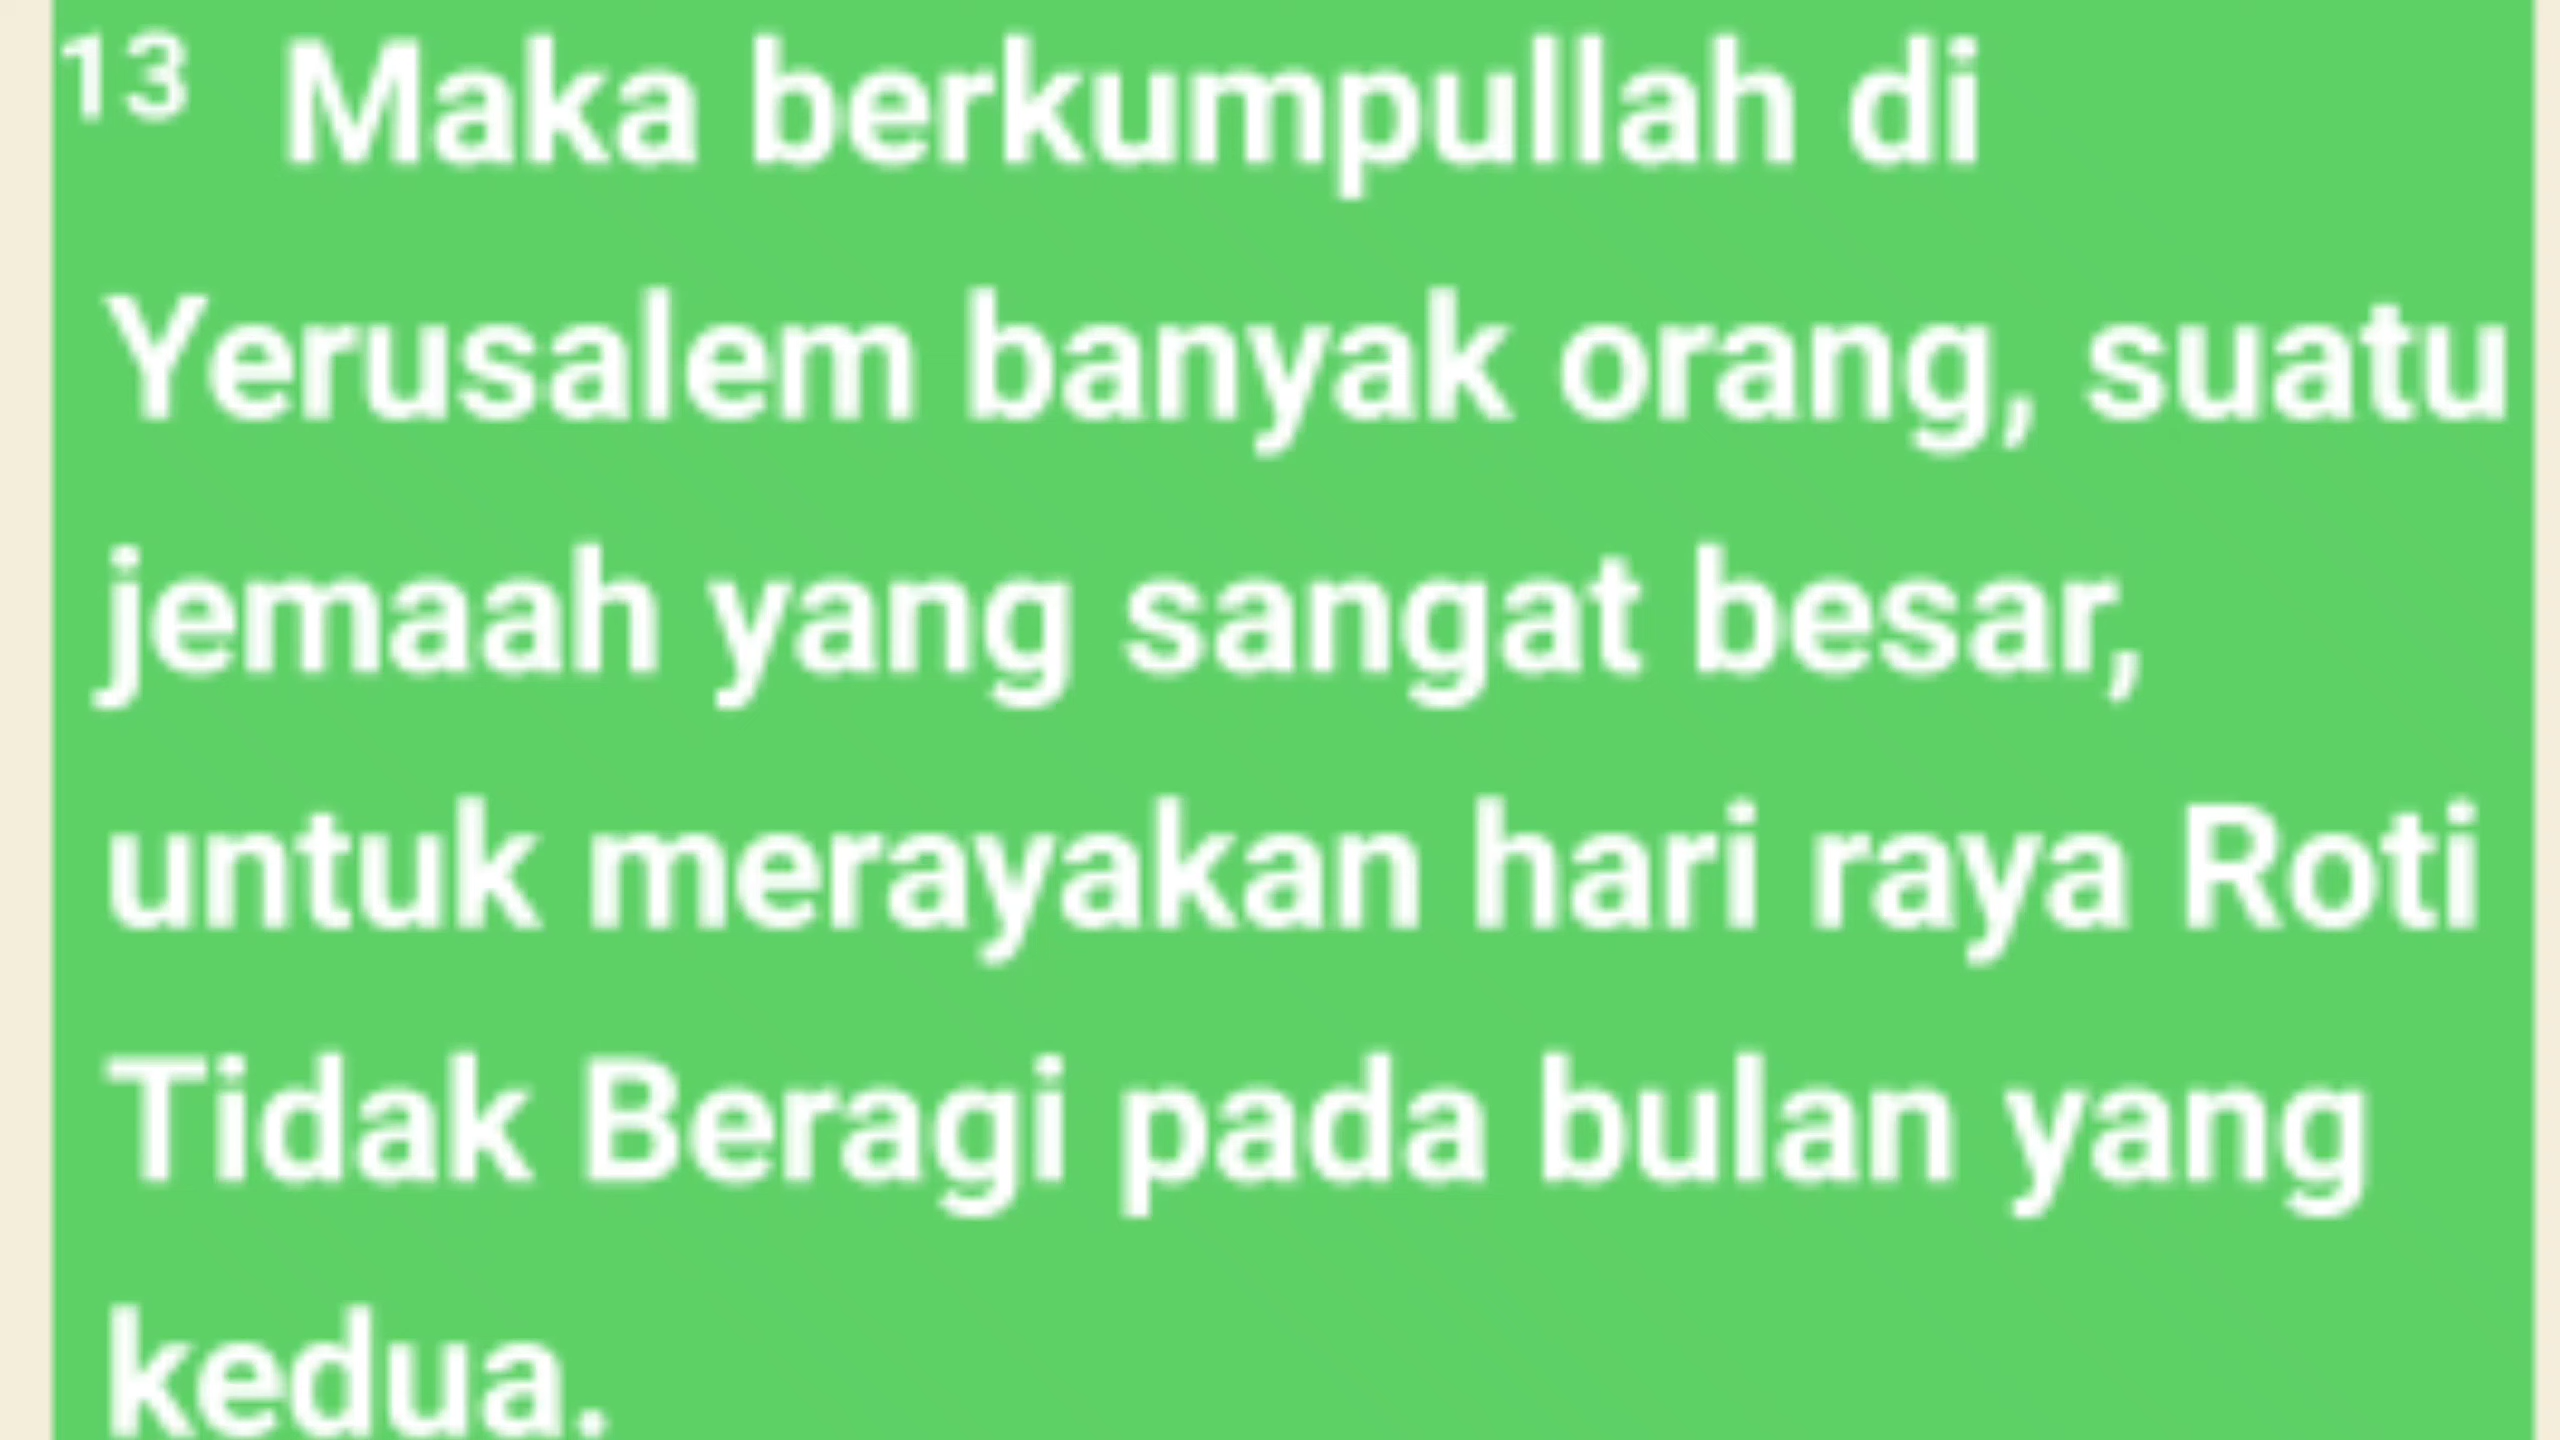 13 Maka berkumpullah di
Yerusalem banyak orang, suatu
jemaah yang sangat besar,
untuk merayakan hari raya Roti
Tidak Beragi pada bulan yang
kedua.